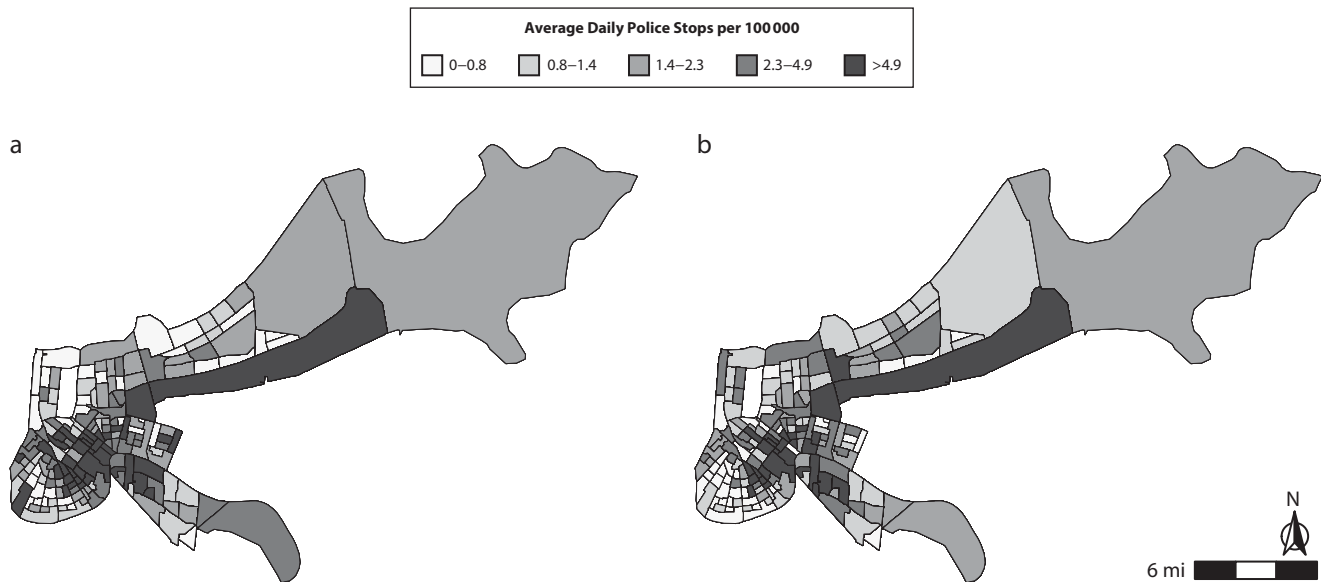 Average Daily Police Stops per 100 000
0–0.8 0.8–1.4 1.4–2.3 2.3–4.9 >4.9
a b
N
6 mi